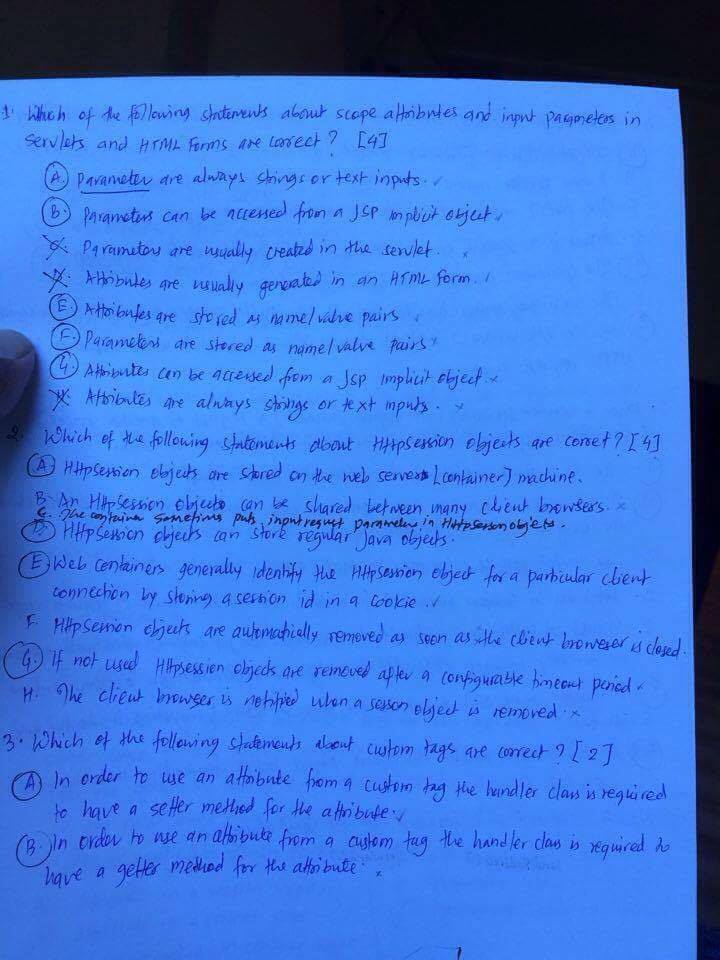 1. Which of the following statements about scope attributes and input parameters in
servlets and HTML Forms are correct? [4]
A. Parameter are always strings or text inputs. ✓
B. Parameters can be accessed from a JSP implicit object ✓
C. Parameters are usually created in the servlet. x
D. Attributes are usually generated in an HTML Form.
E. Attributes are stored as name/value pairs
F. Parameters are stored as name/value pairs
G. Attributes can be accessed from a JSP implicit object x
H. Attributes are always strings or text inputs. x
2. Which of the following statements about HttpSession objects are corret? [4]
A HttpSession objects are stored on the web servers [container] machine.
B. An HttpSession objects can be shared between many client browsers. x
C. The container sometimes puts input request parameters in HttpSession objects.
D. HttpSession objects can store regular Java objects.
E Web containers generally identify the HttpSession object for a particular client
connection by storing a session id in a cookie. ✓
F. HttpSession objects are automatically removed as soon as the client browser is closed.
G. If not used Httpsession objects are removed after a configurable timeout period ✓
H. The client browser is notified when a sesson object is removed. x
3. Which of the following statements about custom tags are correct? [2]
A In order to use an attribute from a custom tag the handler class is required
to have a setter method for the attribute. ✓
B. In order to use an attribute from a custom tag the handler class is required to
have a getter method for the attribute. x